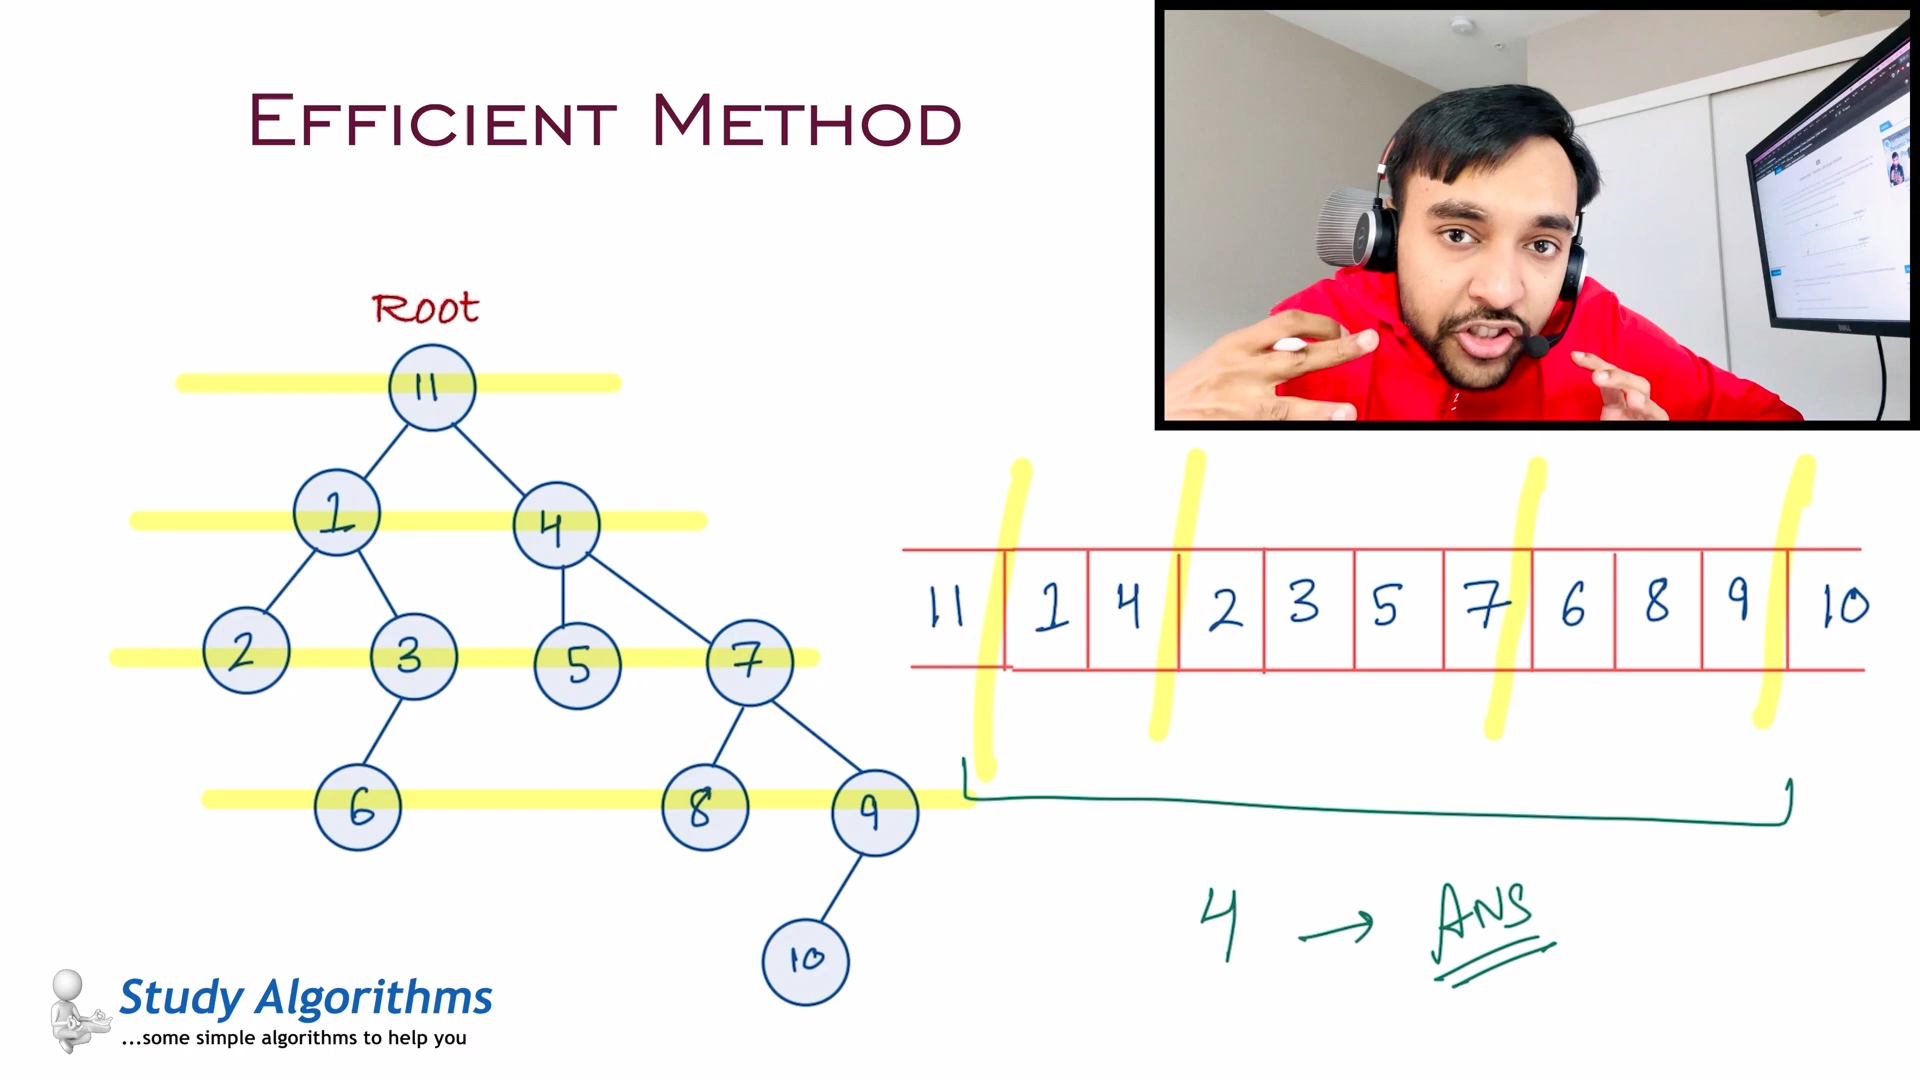 EFFICIENT METHOD
Root
11
1 4
2 3 5 7
6 8 9
10
11 1 4 2 3 5 7 6 8 9 10
4 → ANS
Study Algorithms
...some simple algorithms to help you